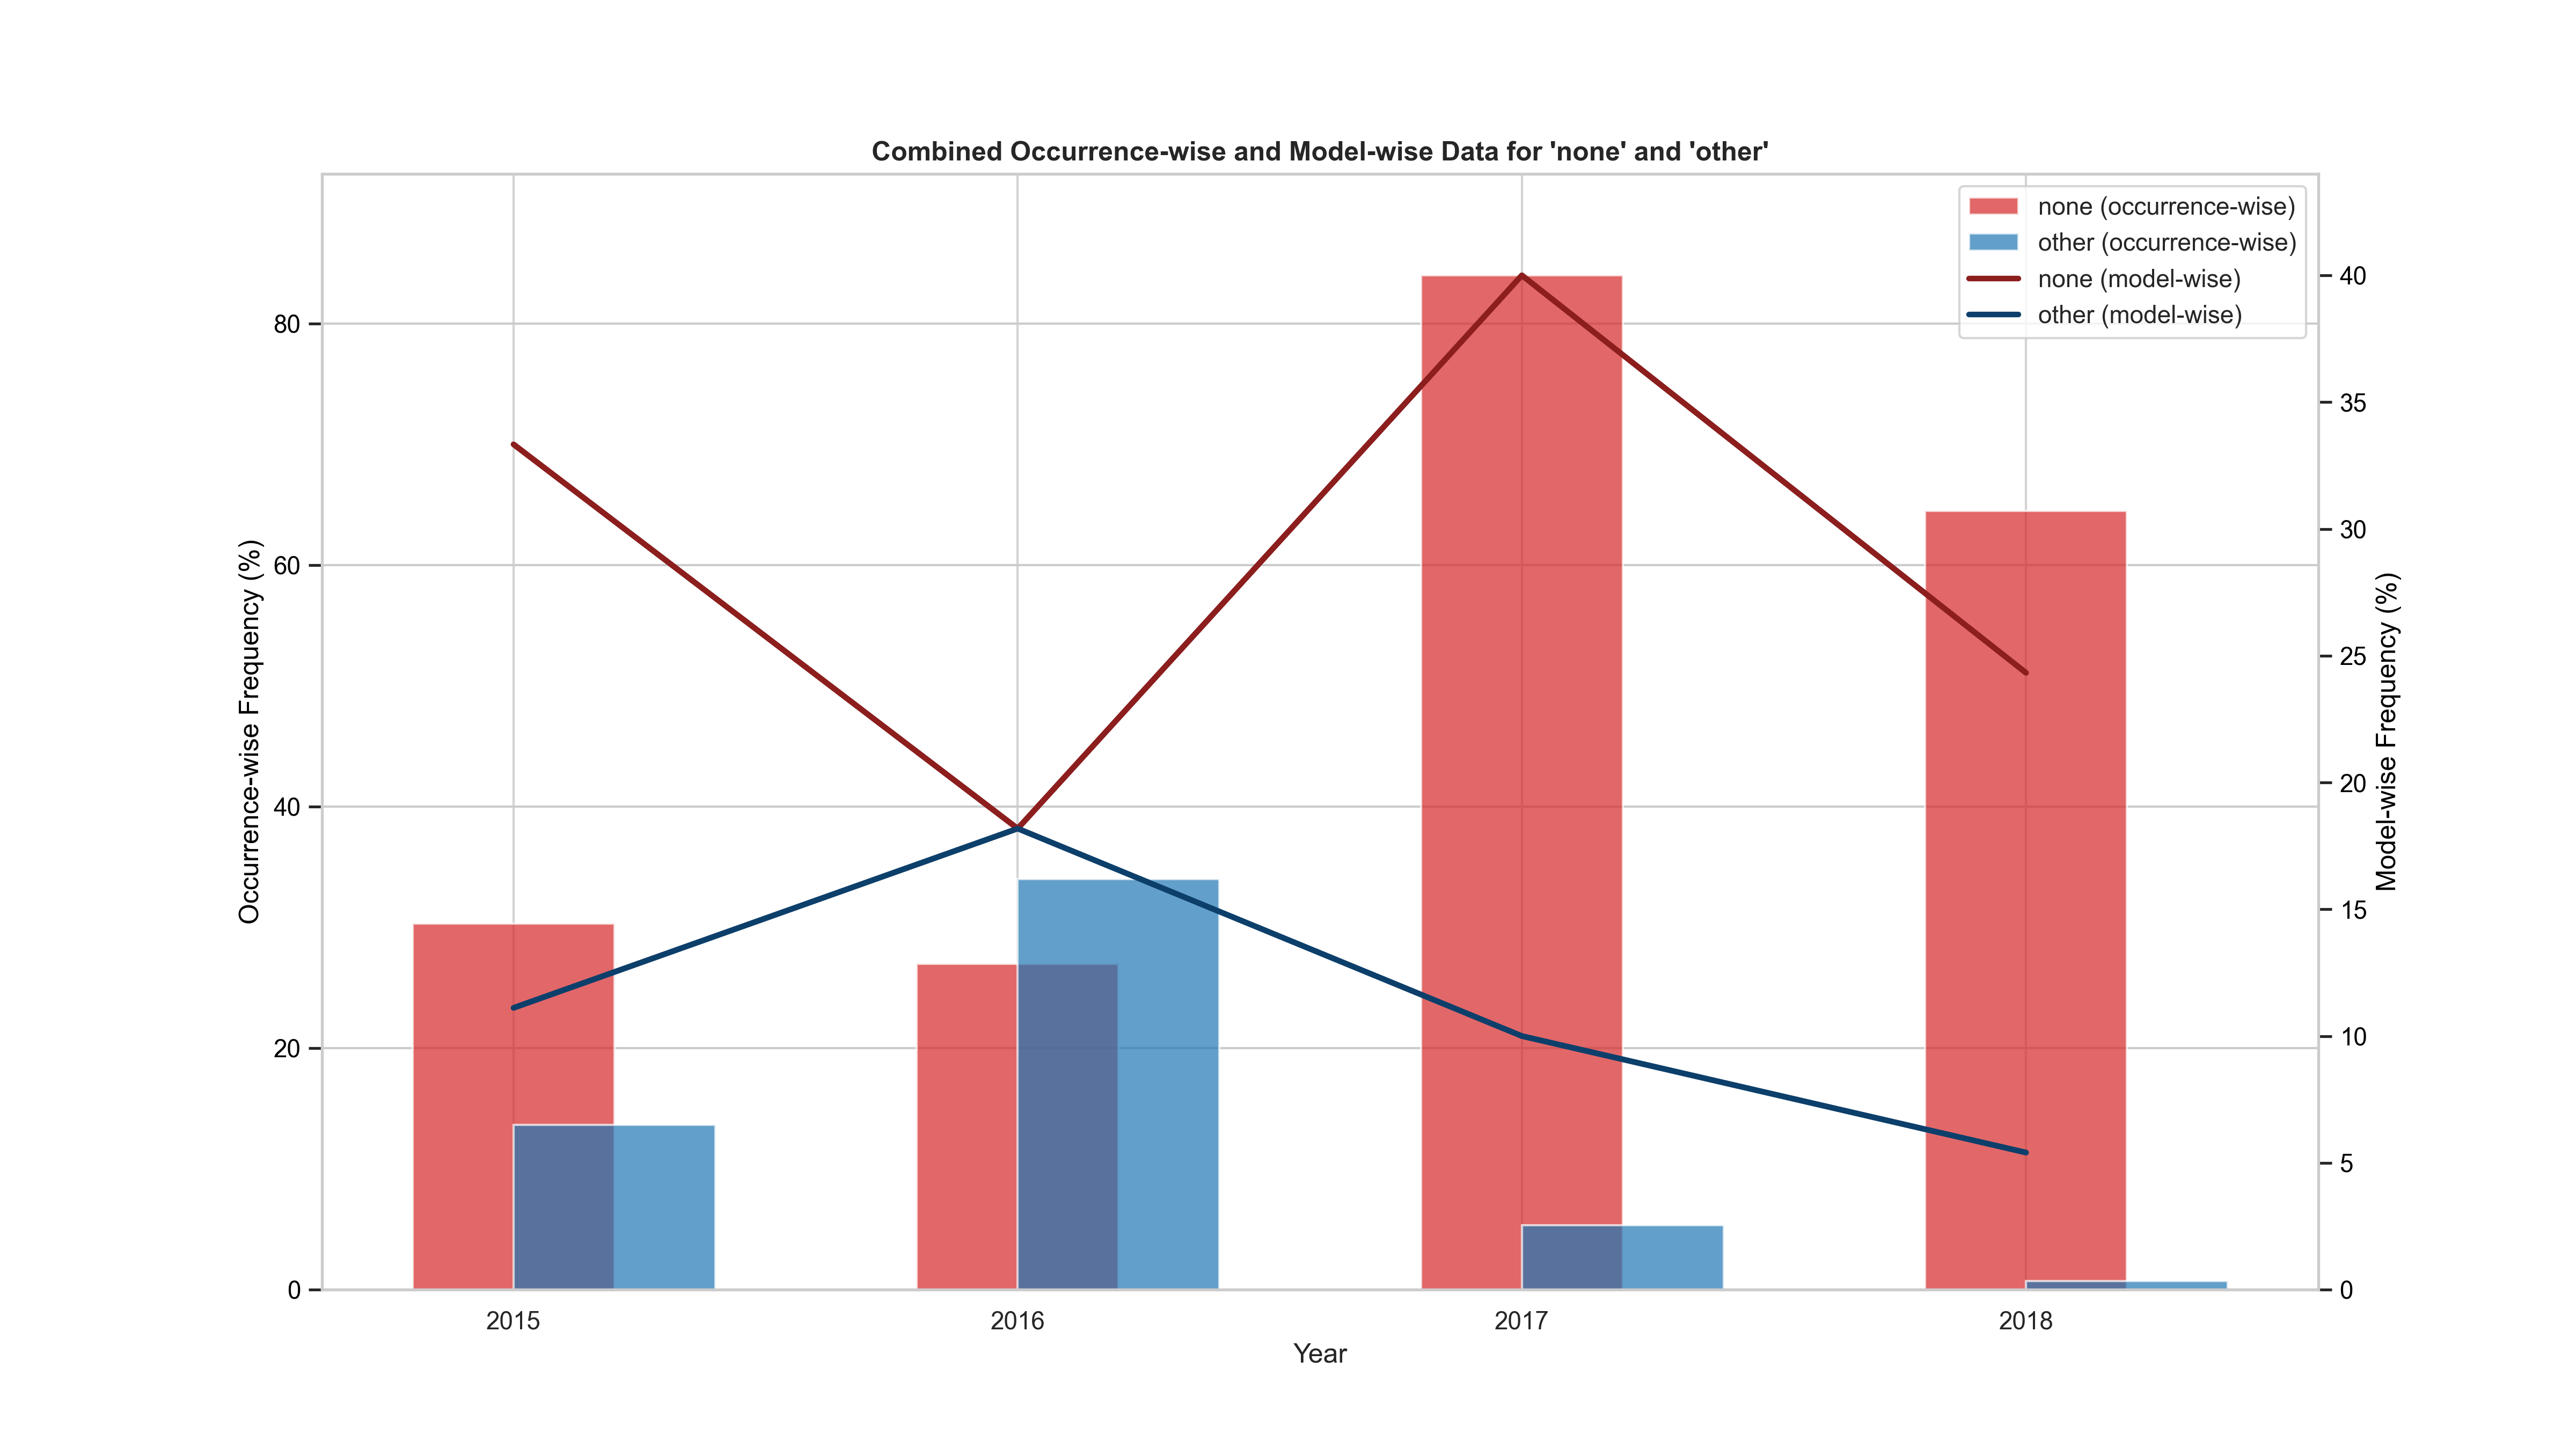 Combined Occurrence-wise and Model-wise Data for 'none' and 'other'
none (occurrence-wise)
other (occurrence-wise)
none (model-wise)
other (model-wise)
Occurrence-wise Frequency (%)
80
60
40
20
0
40
35
30
25
20
15
10
5
0
Model-wise Frequency (%)
2015
2016
2017
2018
Year